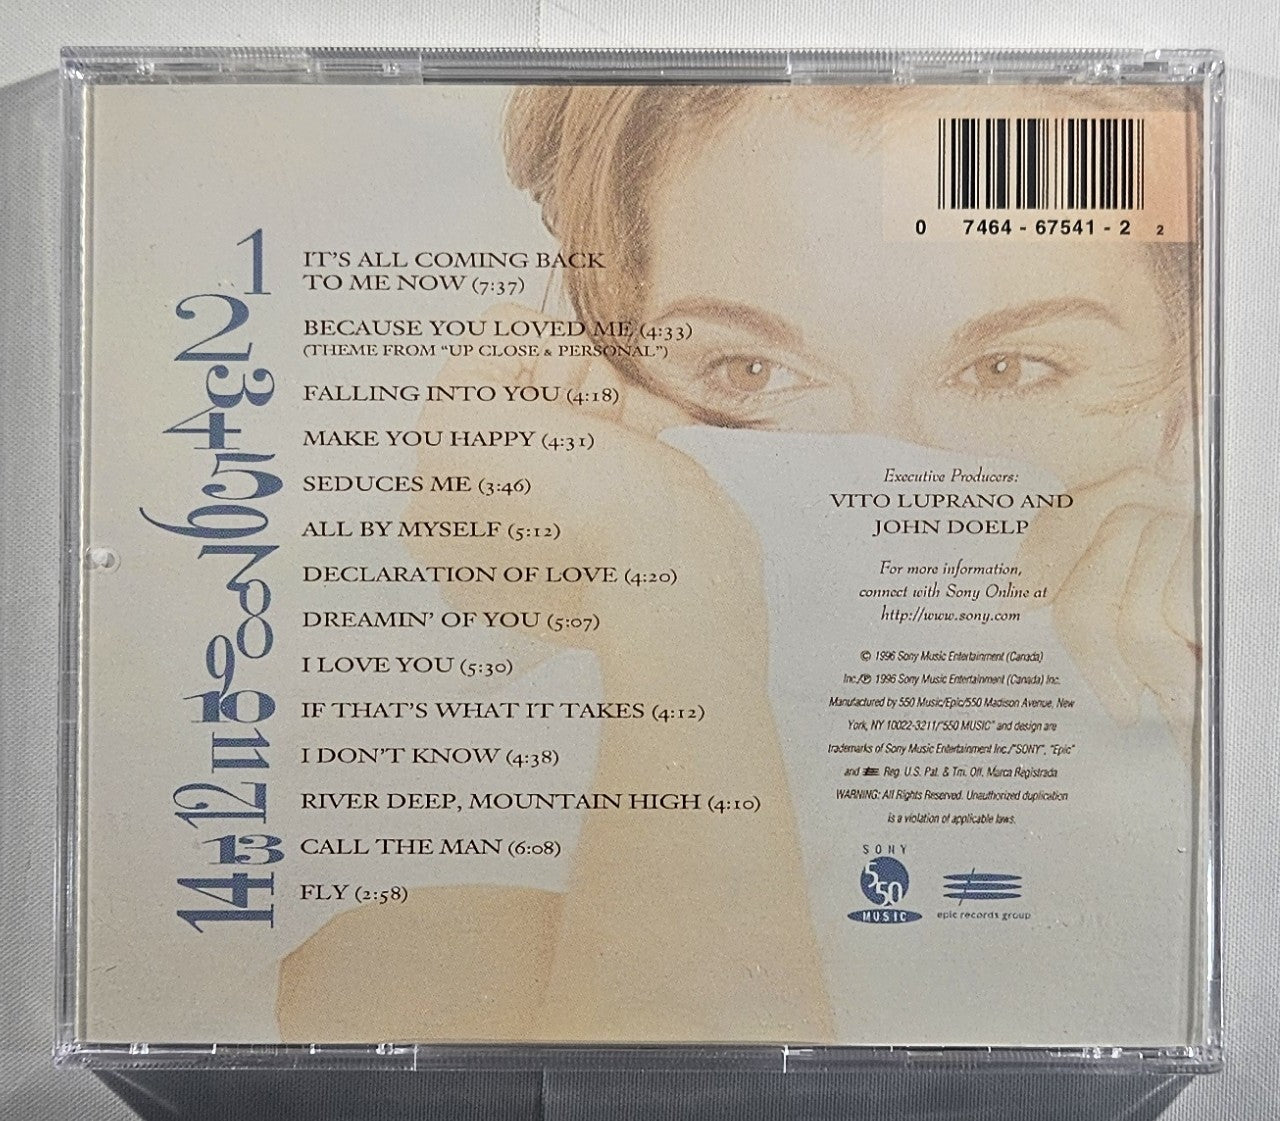 1 IT'S ALL COMING BACK
TO ME NOW (7:37)
2 BECAUSE YOU LOVED ME (4:33)
(THEME FROM "UP CLOSE & PERSONAL")
3 FALLING INTO YOU (4:18)
4 MAKE YOU HAPPY (4:31)
5 SEDUCES ME (3:46)
6 ALL BY MYSELF (5:12)
7 DECLARATION OF LOVE (4:20)
8 DREAMIN' OF YOU (5:07)
9 I LOVE YOU (5:30)
10 IF THAT'S WHAT IT TAKES (4:12)
11 I DON'T KNOW (4:38)
12 RIVER DEEP, MOUNTAIN HIGH (4:10)
13 CALL THE MAN (6:08)
14 FLY (2:58)
0 7464 - 67541 - 2 2
Executive Producers:
VITO LUPRANO AND
JOHN DOELP
For more information,
connect with Sony Online at
http://www.sony.com
© 1996 Sony Music Entertainment (Canada)
Inc./℗ 1996 Sony Music Entertainment (Canada) Inc.
Manufactured by 550 Music/Epic/550 Madison Avenue, New
York, NY 10022-3211/"550 MUSIC" and design are
trademarks of Sony Music Entertainment Inc./"SONY", "Epic"
and Reg. U.S. Pat. & Tm. Off. Marca Registrada
WARNING: All Rights Reserved. Unauthorized duplication
is a violation of applicable laws.
SONY
550
MUSIC
epic records group